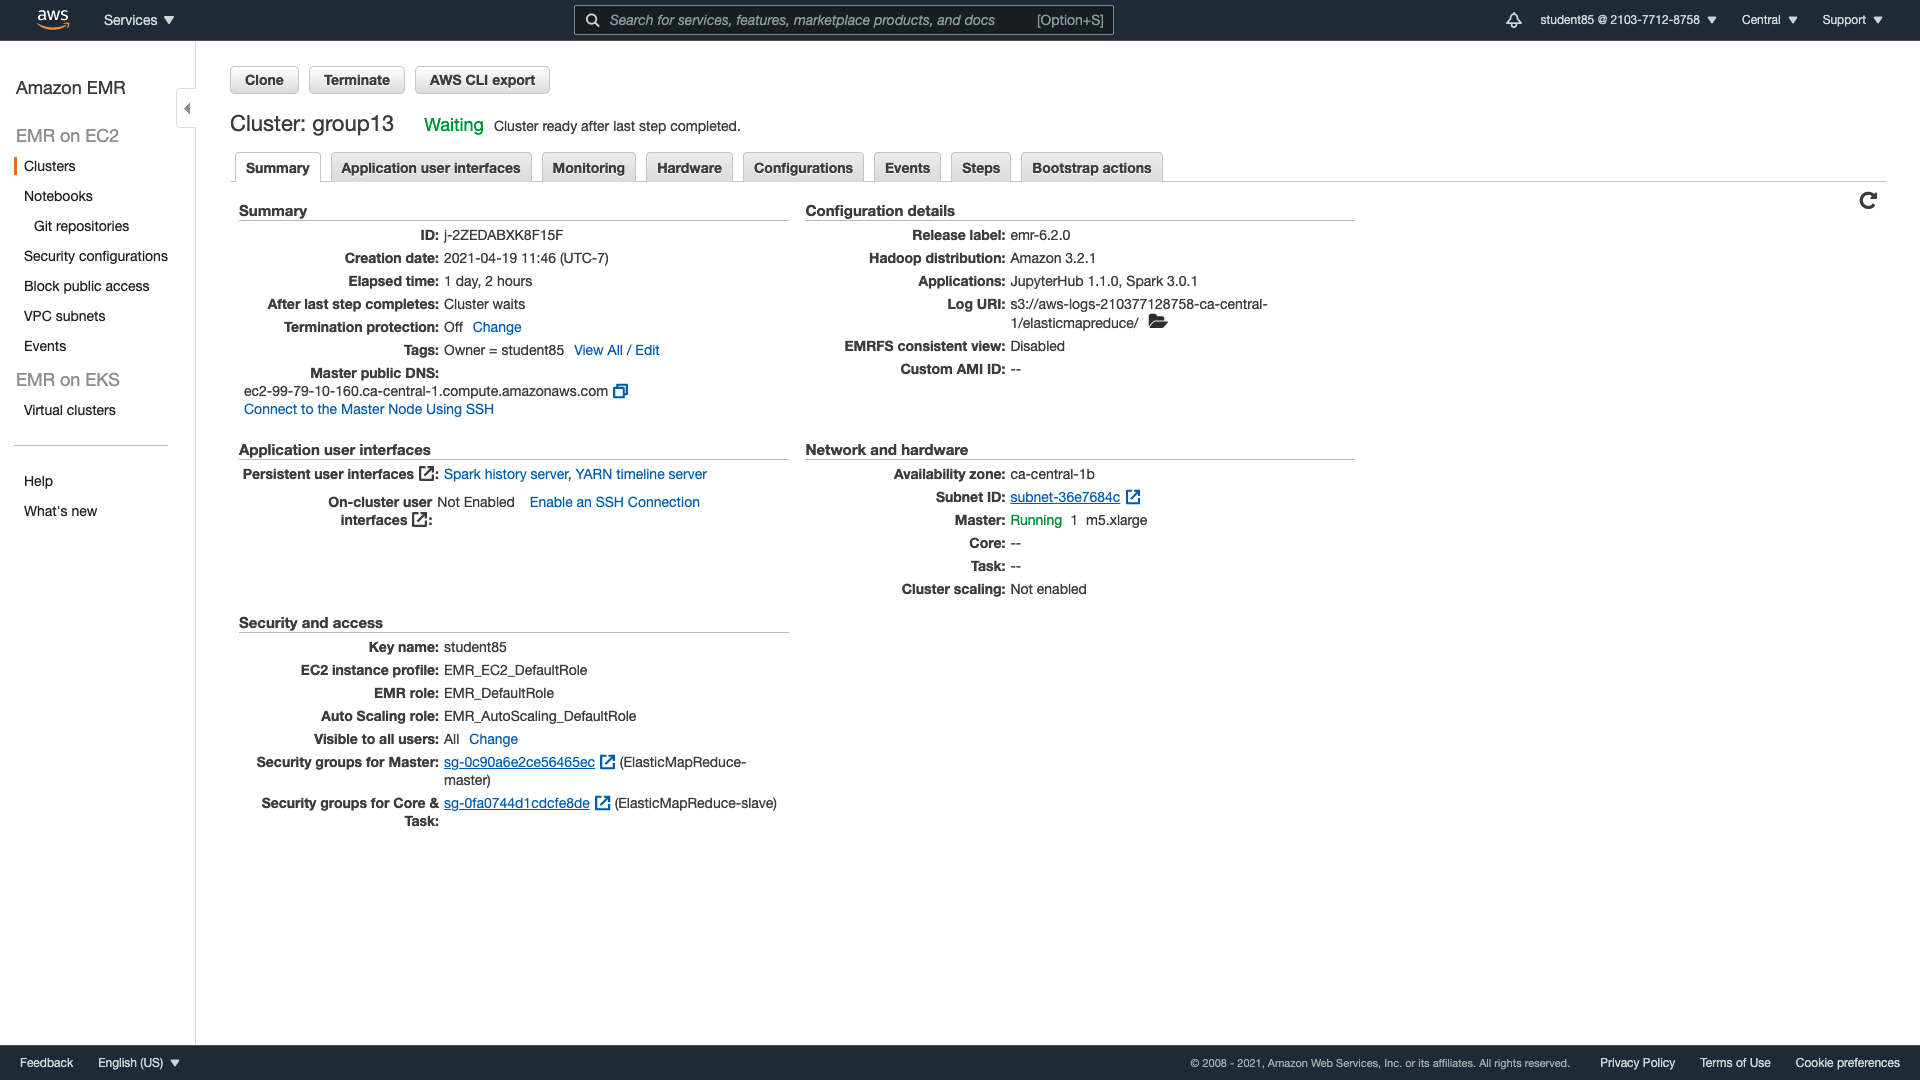 aws
Services
Search for services, features, marketplace products, and docs [Option+S]
student85 @ 2103-7712-8758
Central
Support
Amazon EMR
EMR on EC2
Clusters
Notebooks
Git repositories
Security configurations
Block public access
VPC subnets
Events
EMR on EKS
Virtual clusters
Help
What's new
Clone
Terminate
AWS CLI export
Cluster: group13 Waiting Cluster ready after last step completed.
Summary
Application user interfaces
Monitoring
Hardware
Configurations
Events
Steps
Bootstrap actions
Summary
ID: j-2ZEDABXK8F15F
Creation date: 2021-04-19 11:46 (UTC-7)
Elapsed time: 1 day, 2 hours
After last step completes: Cluster waits
Termination protection: Off Change
Tags: Owner = student85 View All / Edit
Master public DNS:
ec2-99-79-10-160.ca-central-1.compute.amazonaws.com
Connect to the Master Node Using SSH
Configuration details
Release label: emr-6.2.0
Hadoop distribution: Amazon 3.2.1
Applications: JupyterHub 1.1.0, Spark 3.0.1
Log URI: s3://aws-logs-210377128758-ca-central-
1/elasticmapreduce/
EMRFS consistent view: Disabled
Custom AMI ID: --
Application user interfaces
Persistent user interfaces : Spark history server, YARN timeline server
On-cluster user Not Enabled Enable an SSH Connection
interfaces :
Network and hardware
Availability zone: ca-central-1b
Subnet ID: subnet-36e7684c
Master: Running 1 m5.xlarge
Core: --
Task: --
Cluster scaling: Not enabled
Security and access
Key name: student85
EC2 instance profile: EMR_EC2_DefaultRole
EMR role: EMR_DefaultRole
Auto Scaling role: EMR_AutoScaling_DefaultRole
Visible to all users: All Change
Security groups for Master: sg-0c90a6e2ce56465ec (ElasticMapReduce-
master)
Security groups for Core & sg-0fa0744d1cdcfe8de (ElasticMapReduce-slave)
Task:
Feedback
English (US)
© 2008 - 2021, Amazon Web Services, Inc. or its affiliates. All rights reserved.
Privacy Policy
Terms of Use
Cookie preferences